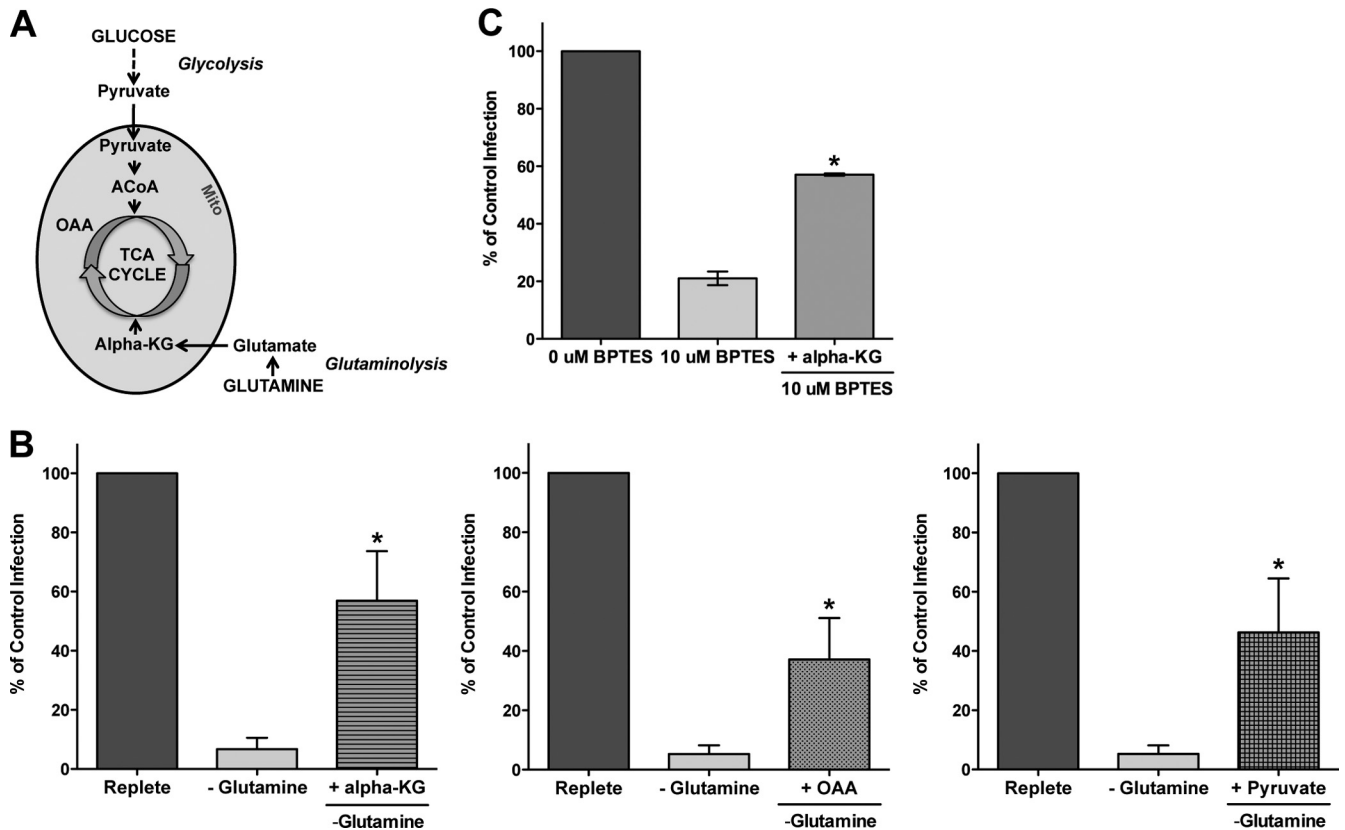 A
GLUCOSE
Glycolysis
Pyruvate
Pyruvate
ACoA
Mito
OAA
TCA
CYCLE
Alpha-KG
Glutamate
Glutaminolysis
GLUTAMINE
C
% of Control Infection
100
80
60
40
20
0
*
0 uM BPTES
10 uM BPTES
+ alpha-KG
10 uM BPTES
B
% of Control Infection
100
80
60
40
20
0
*
Replete
- Glutamine
+ alpha-KG
-Glutamine
% of Control Infection
100
80
60
40
20
0
*
Replete
- Glutamine
+ OAA
-Glutamine
% of Control Infection
100
80
60
40
20
0
*
Replete
- Glutamine
+ Pyruvate
-Glutamine